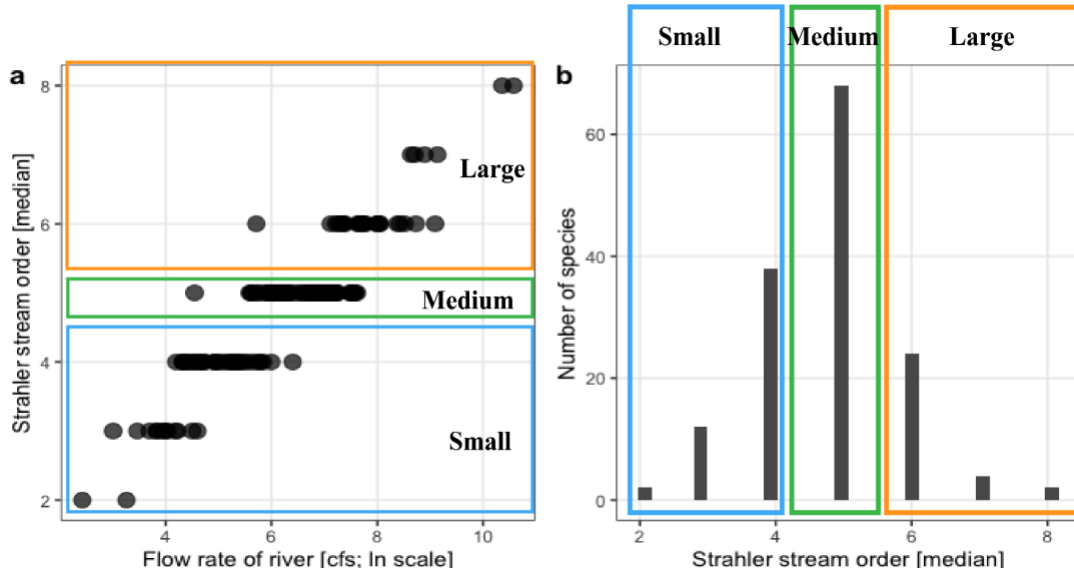 a
Large
Medium
Small
8
6
4
2
4
6
8
10
Strahler stream order [median]
Flow rate of river [cfs; ln scale]
b
Small
Medium
Large
60
40
20
0
2
4
6
8
Number of species
Strahler stream order [median]